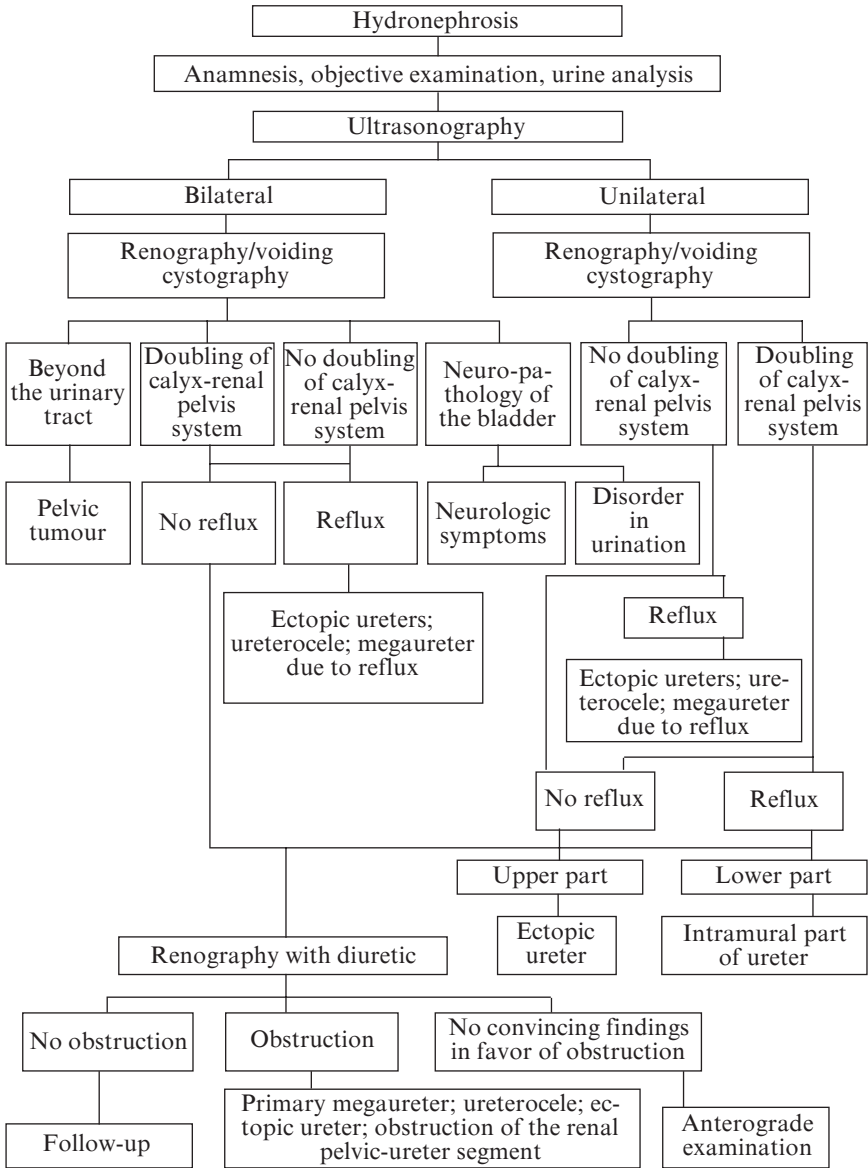 Hydronephrosis
Anamnesis, objective examination, urine analysis
Ultrasonography
Bilateral
Unilateral
Renography/voiding
cystography
Renography/voiding
cystography
Beyond
the urinary
tract
Doubling of
calyx-renal
pelvis
system
No doubling
of calyx-
renal pelvis
system
Neuro-pa-
thology of
the bladder
No doubling
of calyx-
renal pelvis
system
Doubling
of calyx-
renal pelvis
system
Pelvic
tumour
No reflux
Reflux
Neurologic
symptoms
Disorder
in
urination
Ectopic ureters;
ureterocele; megaureter
due to reflux
Reflux
Ectopic ureters; ure-
terocele; megaureter
due to reflux
No reflux
Reflux
Upper part
Lower part
Ectopic
ureter
Intramural part
of ureter
Renography with diuretic
No obstruction
Obstruction
No convincing findings
in favor of obstruction
Follow-up
Primary megaureter; ureterocele; ec-
topic ureter; obstruction of the renal
pelvic-ureter segment
Anterograde
examination